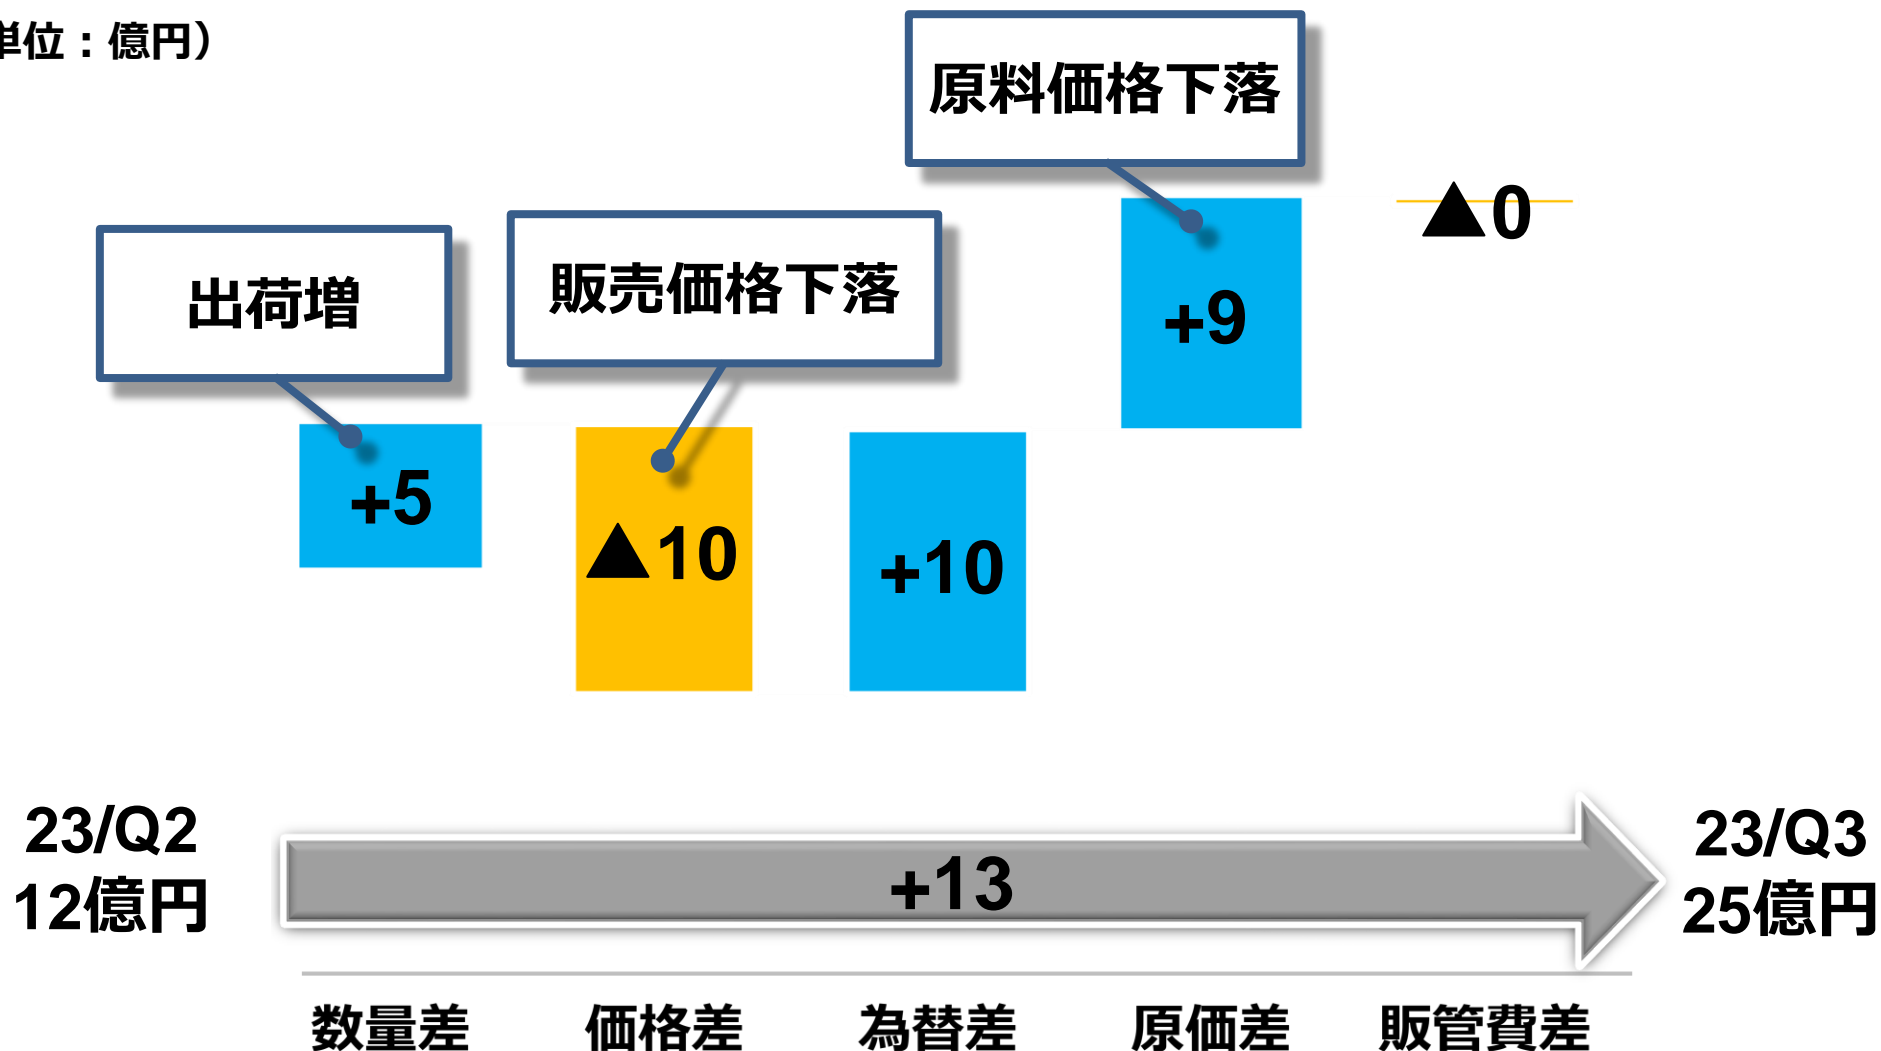 単位：億円）
原料価格下落
出荷増
販売価格下落
▲0
+9
+5
▲10
+10
23/Q2
12億円
+13
23/Q3
25億円
数量差
価格差
為替差
原価差
販管費差